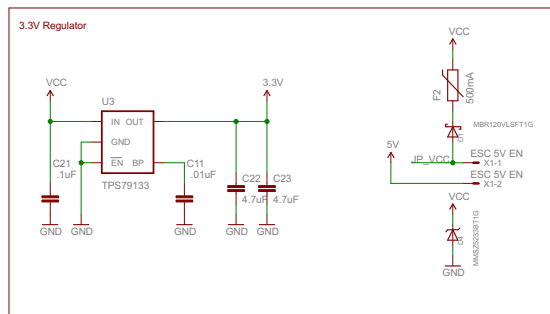 3.3V Regulator
VCC
3.3V
VCC
U3
IN OUT
GND
EN BP
TPS79133
C21
.1uF
C11
.01uF
C22
4.7uF
C23
4.7uF
GND
GND
GND
GND
GND
F2
500mA
MBR120VLSFT1G
D1
5V
JP_VCC
ESC 5V EN
X1-1
ESC 5V EN
X1-2
VCC
D4
MMSZ5233BT1G
GND